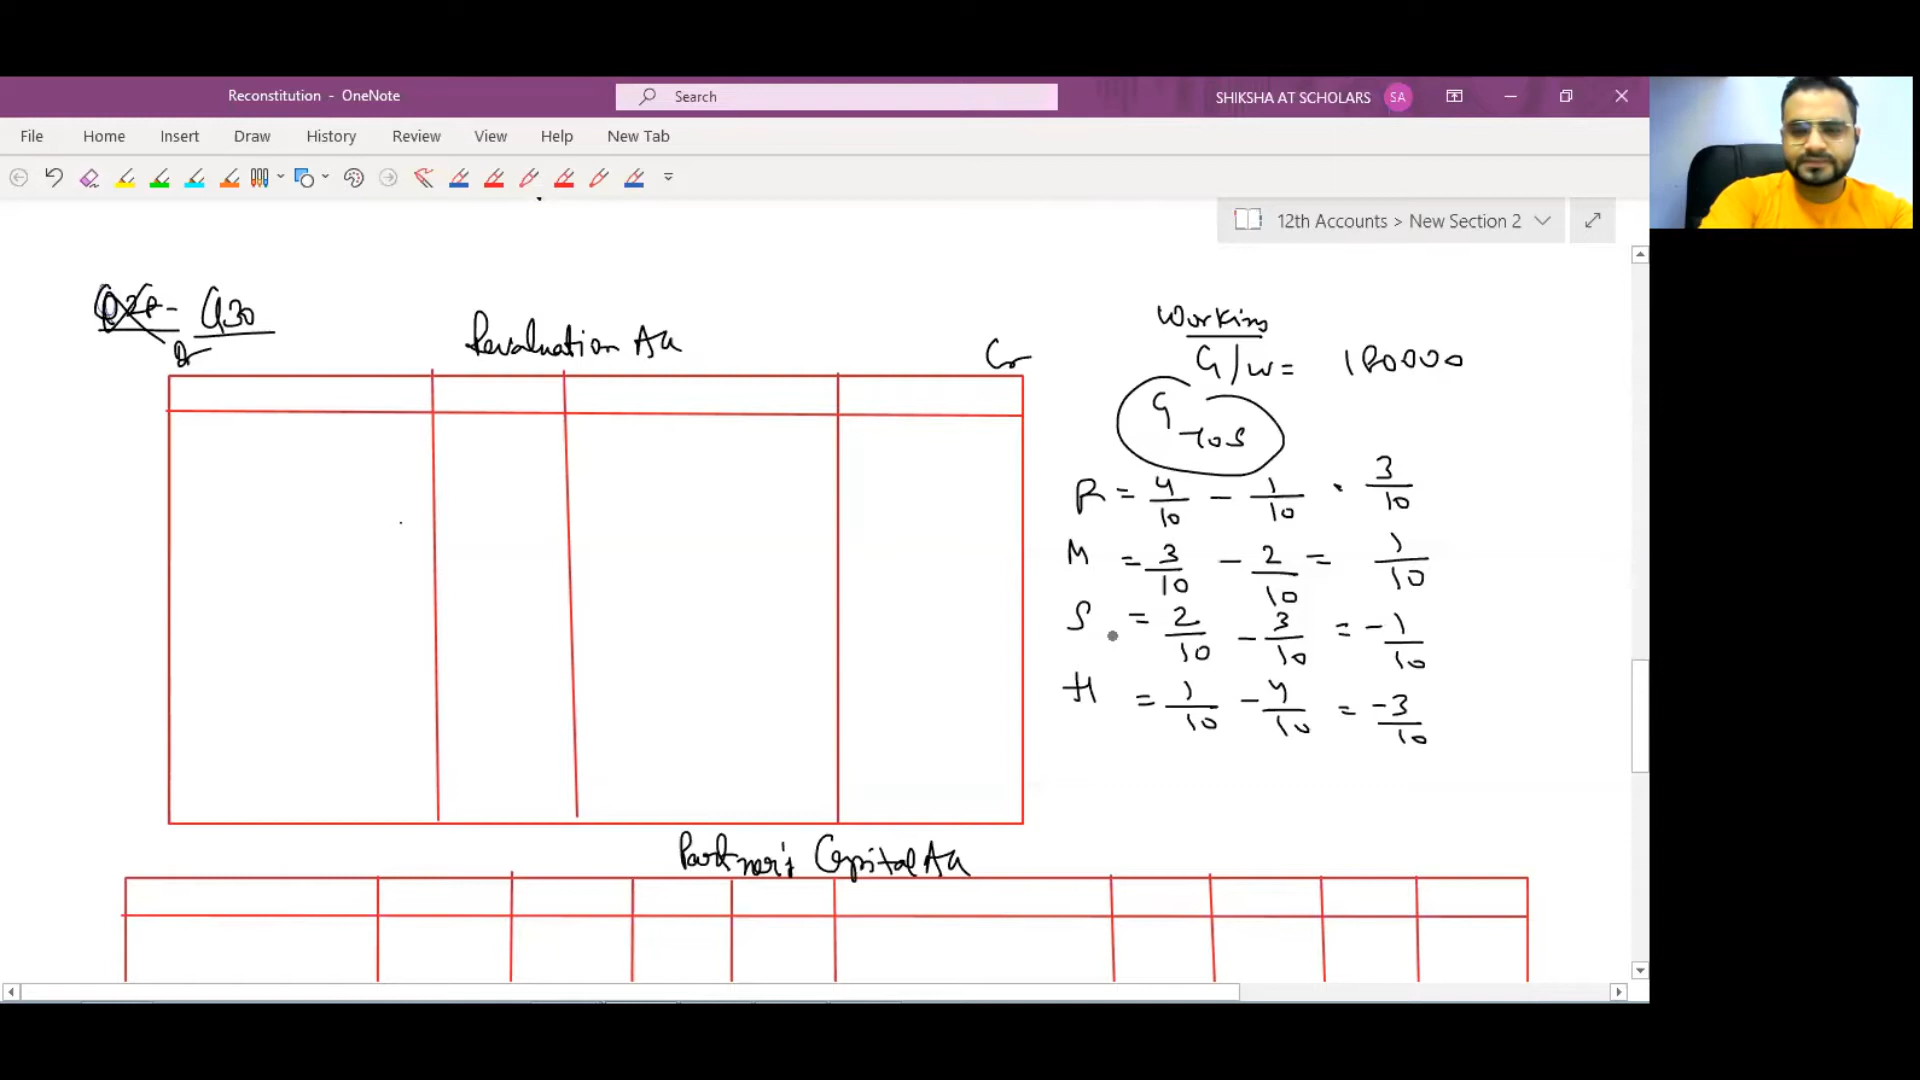 Reconstitution - OneNote
Search
SHIKSHA AT SCHOLARS SA
File Home Insert Draw History Review View Help New Tab
12th Accounts > New Section 2
Q30
Dr
Revaluation A/c
Cr
Working
G/w = 180000
G
R = 4/10 - 1/10 · 3/10
M = 3/10 - 2/10 = 1/10
S = 2/10 - 3/10 = -1/10
H = 1/10 - 4/10 = -3/10
Partner's Capital A/c